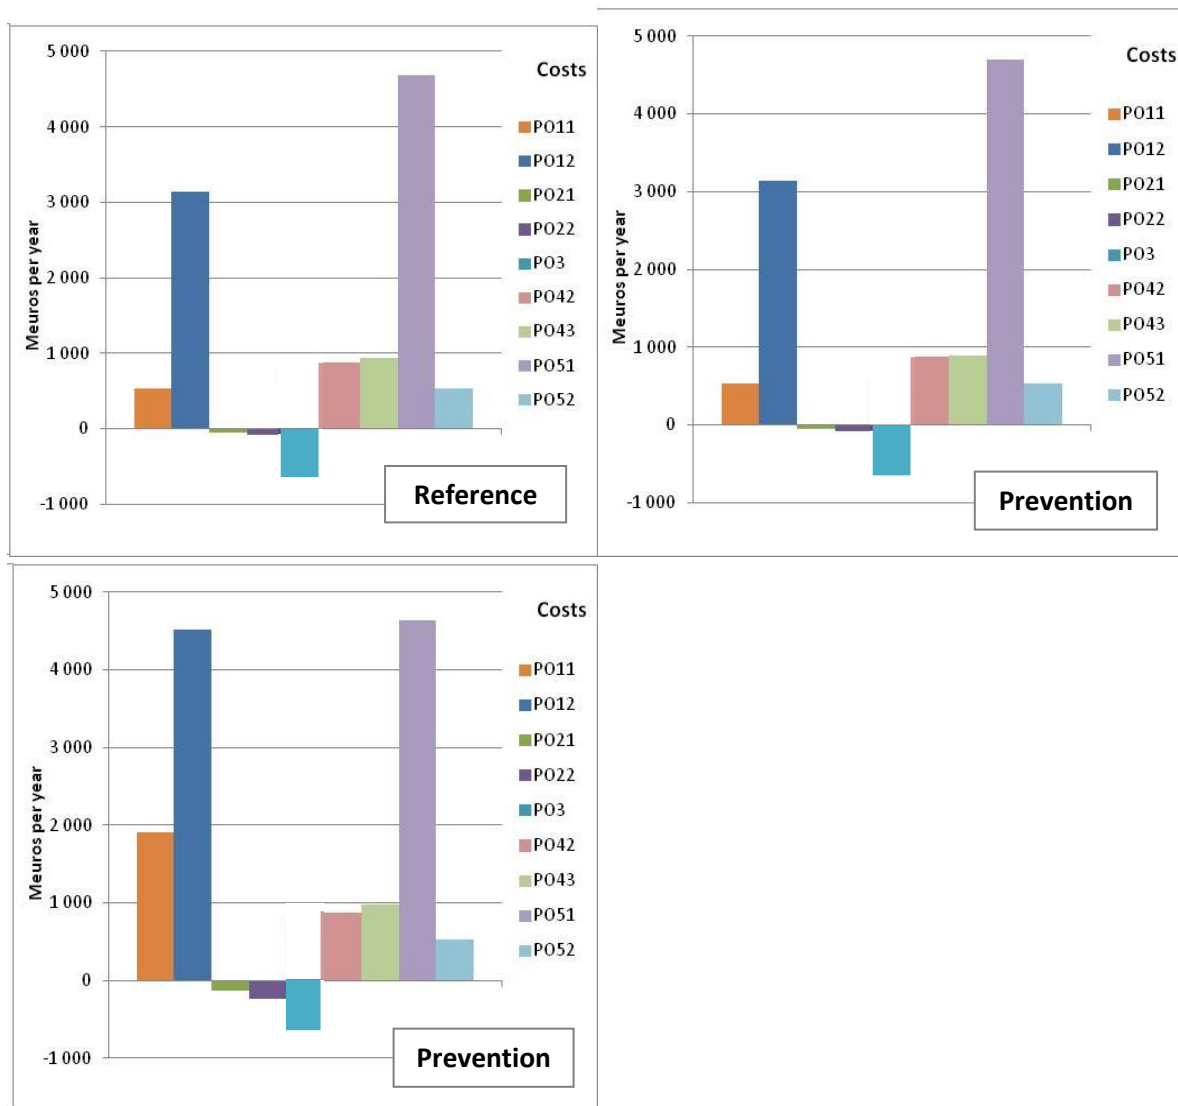 Costs
5 000
4 000
3 000
2 000
1 000
0
-1 000
Meuros per year
PO11
PO12
PO21
PO22
PO3
PO42
PO43
PO51
PO52
Reference
Costs
5 000
4 000
3 000
2 000
1 000
0
-1 000
Meuros per year
PO11
PO12
PO21
PO22
PO3
PO42
PO43
PO51
PO52
Prevention
Costs
5 000
4 000
3 000
2 000
1 000
0
-1 000
Meuros per year
PO11
PO12
PO21
PO22
PO3
PO42
PO43
PO51
PO52
Prevention